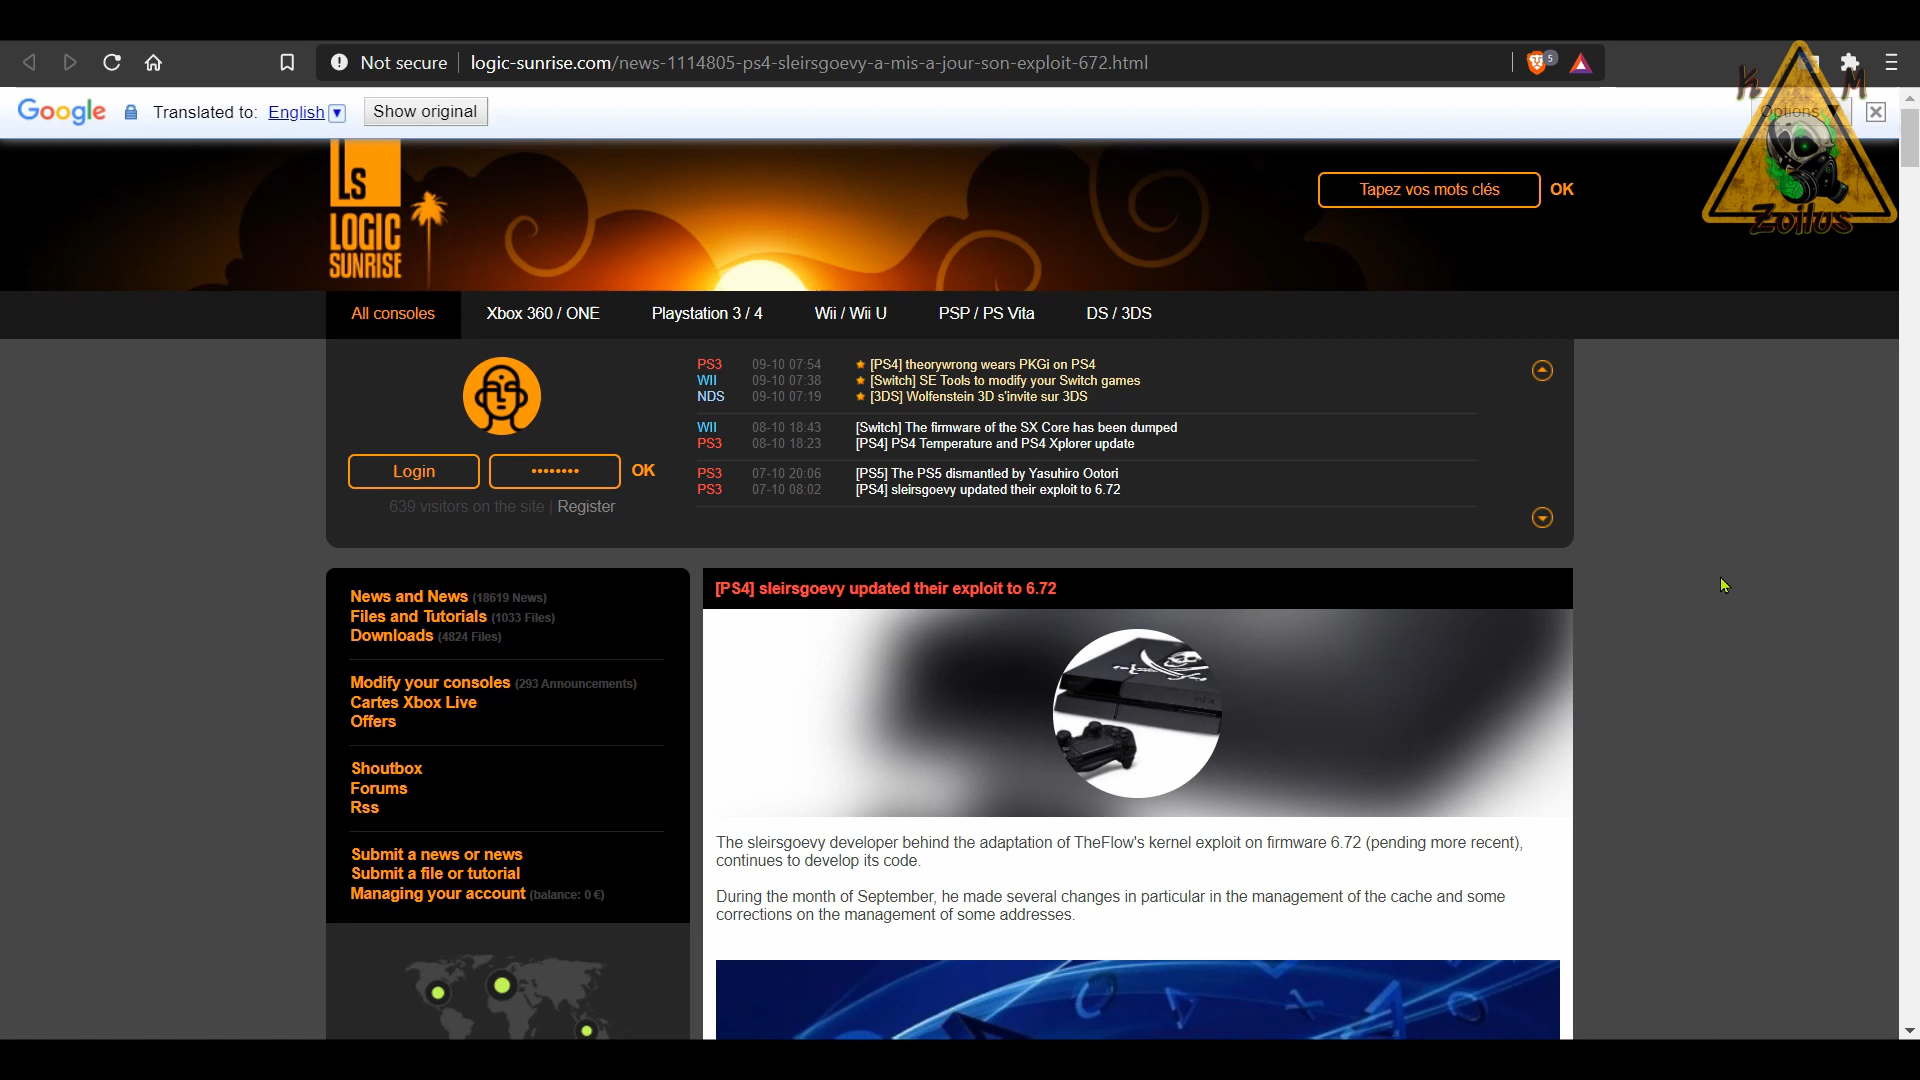 Not secure
logic-sunrise.com/news-1114805-ps4-sleirsgoevy-a-mis-a-jour-son-exploit-672.html
5
Google
Translated to: English
Show original
Options
K M
Zoilus
Ls
LOGIC
SUNRISE
Tapez vos mots clés OK
All consoles
Xbox 360 / ONE
Playstation 3 / 4
Wii / Wii U
PSP / PS Vita
DS / 3DS
Login
••••••••
OK
639 visitors on the site | Register
PS3 09-10 07:54 [PS4] theorywrong wears PKGi on PS4
WII 09-10 07:38 [Switch] SE Tools to modify your Switch games
NDS 09-10 07:19 [3DS] Wolfenstein 3D s'invite sur 3DS
WII 08-10 18:43 [Switch] The firmware of the SX Core has been dumped
PS3 08-10 18:23 [PS4] PS4 Temperature and PS4 Xplorer update
PS3 07-10 20:06 [PS5] The PS5 dismantled by Yasuhiro Ootori
PS3 07-10 08:02 [PS4] sleirsgoevy updated their exploit to 6.72
News and News (18619 News)
Files and Tutorials (1033 Files)
Downloads (4824 Files)
Modify your consoles (293 Announcements)
Cartes Xbox Live
Offers
Shoutbox
Forums
Rss
Submit a news or news
Submit a file or tutorial
Managing your account (balance: 0 €)
[PS4] sleirsgoevy updated their exploit to 6.72
The sleirsgoevy developer behind the adaptation of TheFlow's kernel exploit on firmware 6.72 (pending more recent),
continues to develop its code.
During the month of September, he made several changes in particular in the management of the cache and some
corrections on the management of some addresses.